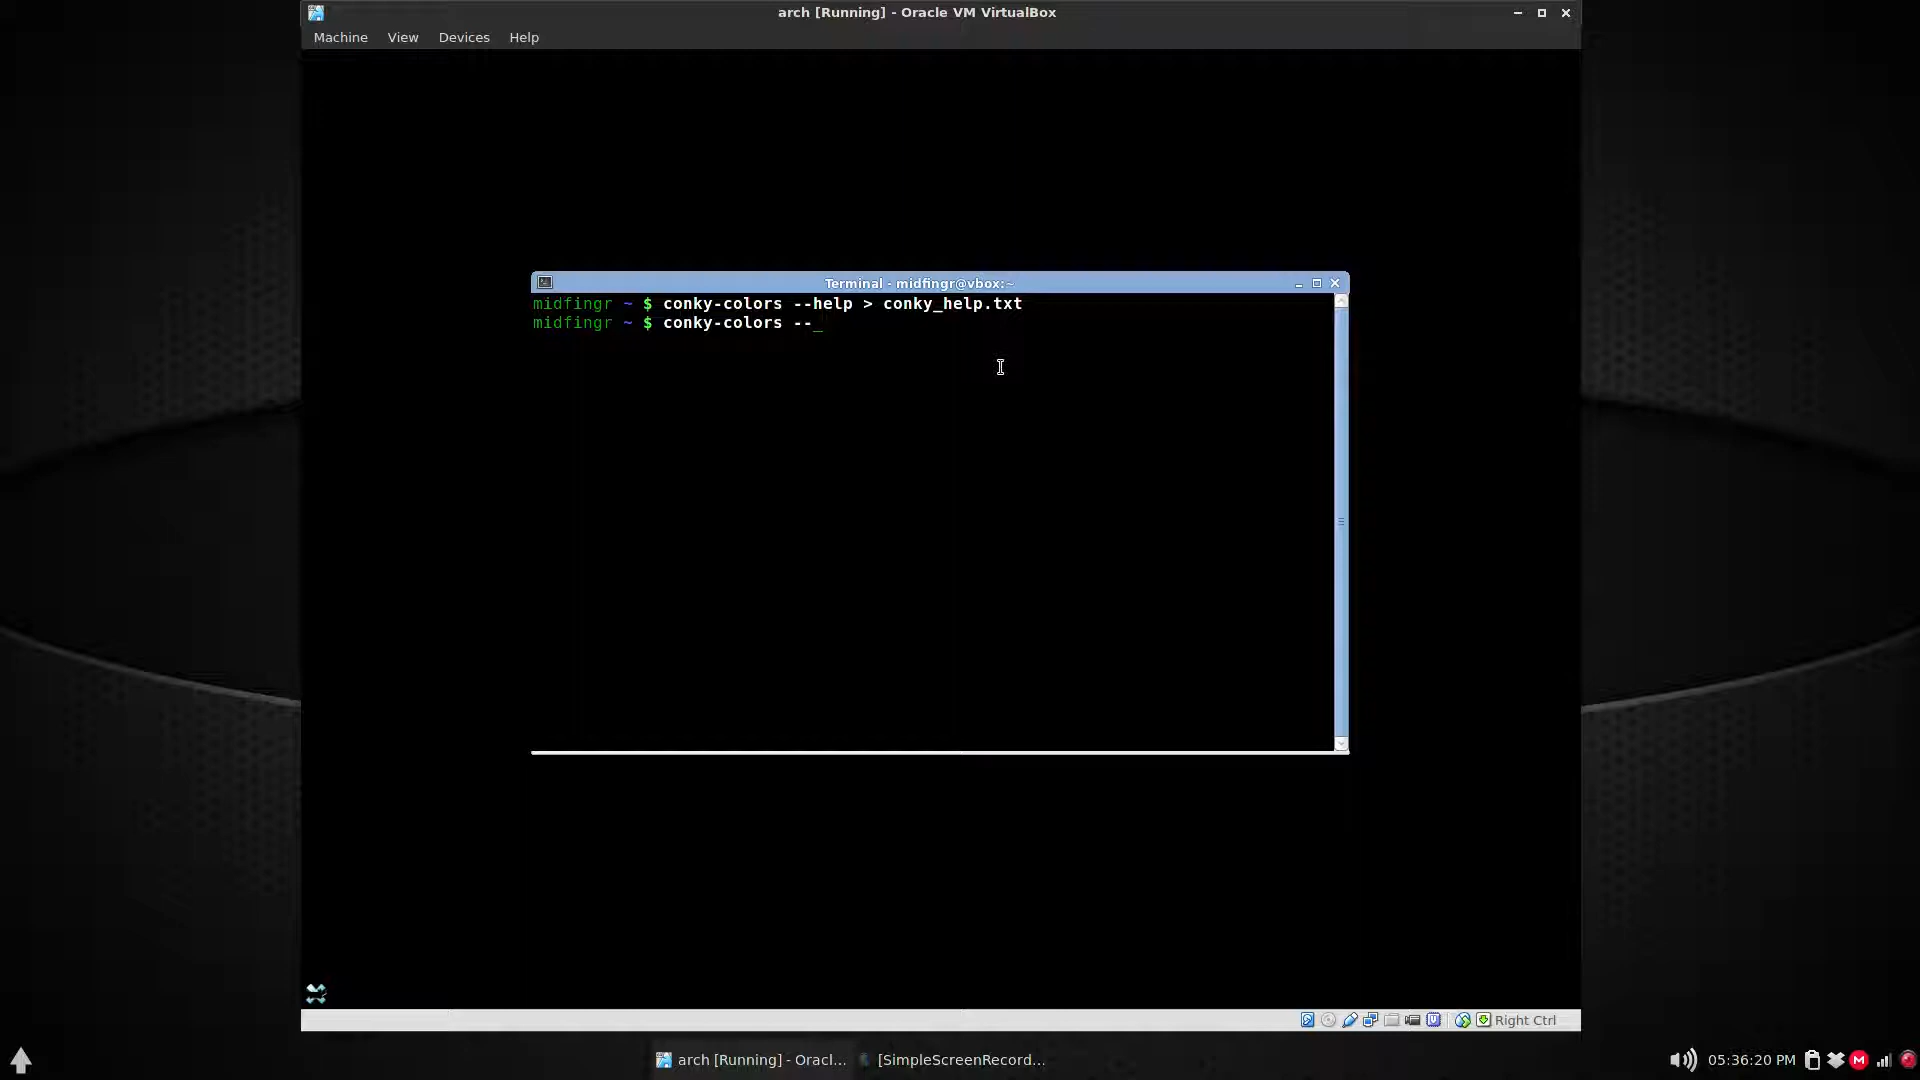 arch [Running] - Oracle VM VirtualBox
Machine View Devices Help
Terminal - midfingr@vbox:~
midfingr ~ $ conky-colors --help > conky_help.txt
midfingr ~ $ conky-colors --_
Right Ctrl
arch [Running] - Oracl... [SimpleScreenRecord... 05:36:20 PM M